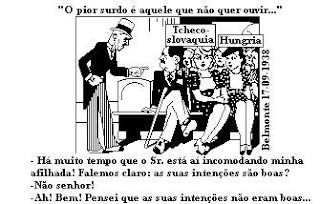 "O pior surdo é aquele que não quer ouvir..."
Tcheco-
slovaquia
Hungria
Belmonte 17-09-1938
- Há muito tempo que o Sr. está aí incomodando minha
afilhada! Falemos claro: as suas intenções são boas?
-Não senhor!
-Ah! Bem! Pensei que as suas intenções não eram boas...